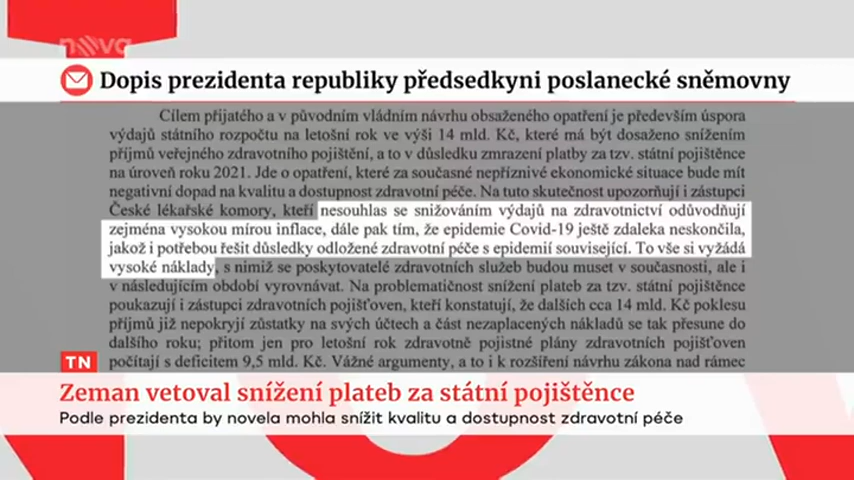 nova
Dopis prezidenta republiky předsedkyni poslanecké sněmovny
Cílem přijatého a v původním vládním návrhu obsaženého opatření je především úspora
výdajů státního rozpočtu na letošní rok ve výši 14 mld. Kč, které má být dosaženo snížením
příjmů veřejného zdravotního pojištění, a to v důsledku zmrazení platby za tzv. státní pojištěnce
na úroveň roku 2021. Jde o opatření, které za současné nepříznivé ekonomické situace bude mít
negativní dopad na kvalitu a dostupnost zdravotní péče. Na tuto skutečnost upozorňují i zástupci
České lékařské komory, kteří nesouhlas se snižováním výdajů na zdravotnictví odůvodňují
zejména vysokou mírou inflace, dále pak tím, že epidemie Covid-19 ještě zdaleka neskončila,
jakož i potřebou řešit důsledky odložené zdravotní péče s epidemií související. To vše si vyžádá
vysoké náklady, s nimiž se poskytovatelé zdravotních služeb budou muset v současnosti, ale i
v následujícím období vyrovnávat. Na problematičnost snížení plateb za tzv. státní pojištěnce
poukazují i zástupci zdravotních pojišťoven, kteří konstatují, že dalších cca 14 mld. Kč poklesu
příjmů již nepokryjí zůstatky na svých účtech a část nezaplacených nákladů se tak přesune do
dalšího roku; přitom jen pro letošní rok zdravotně pojistné plány zdravotních pojišťoven
počítají s deficitem 9,5 mld. Kč. Vážné argumenty, a to i k rozšíření návrhu zákona nad rámec
TN
Zeman vetoval snížení plateb za státní pojištěnce
Podle prezidenta by novela mohla snížit kvalitu a dostupnost zdravotní péče